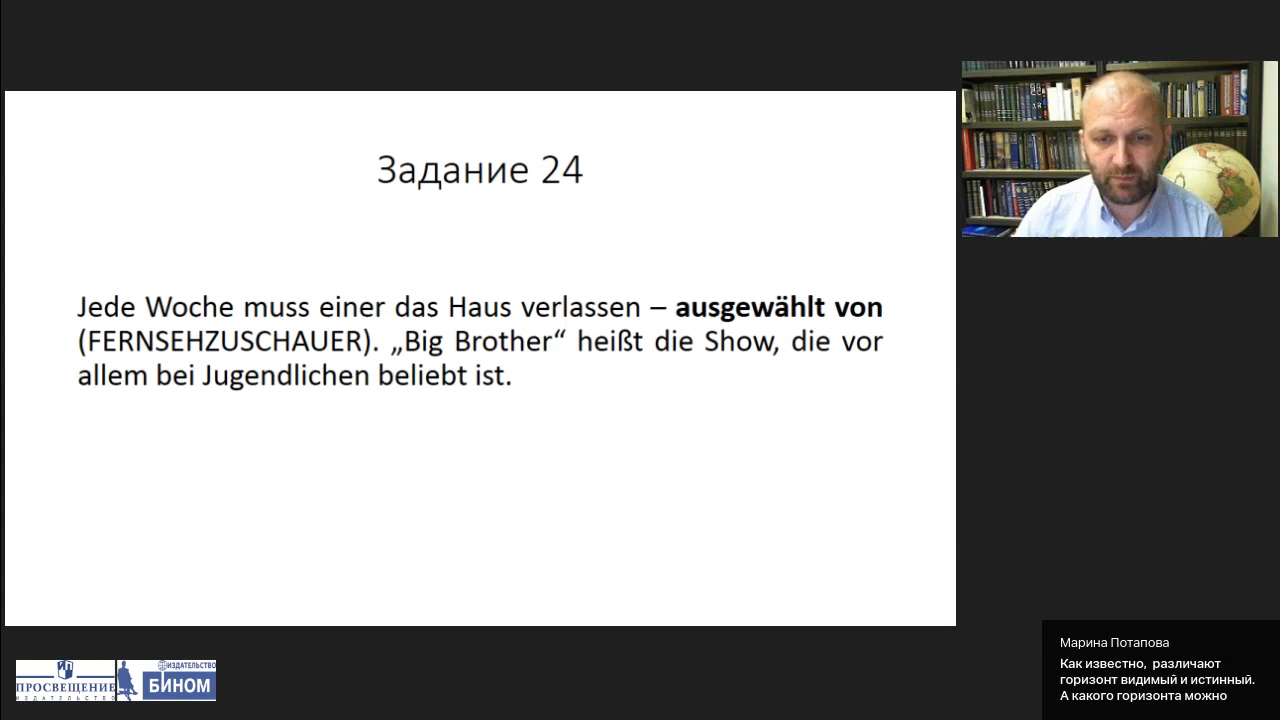 Задание 24
Jede Woche muss einer das Haus verlassen – ausgewählt von
(FERNSEHZUSCHAUER). „Big Brother“ heißt die Show, die vor
allem bei Jugendlichen beliebt ist.
ПРОСВЕЩЕНИЕ
ИЗДАТЕЛЬСТВО
ИЗДАТЕЛЬСТВО
БИНОМ
Марина Потапова
Как известно, различают
горизонт видимый и истинный.
А какого горизонта можно